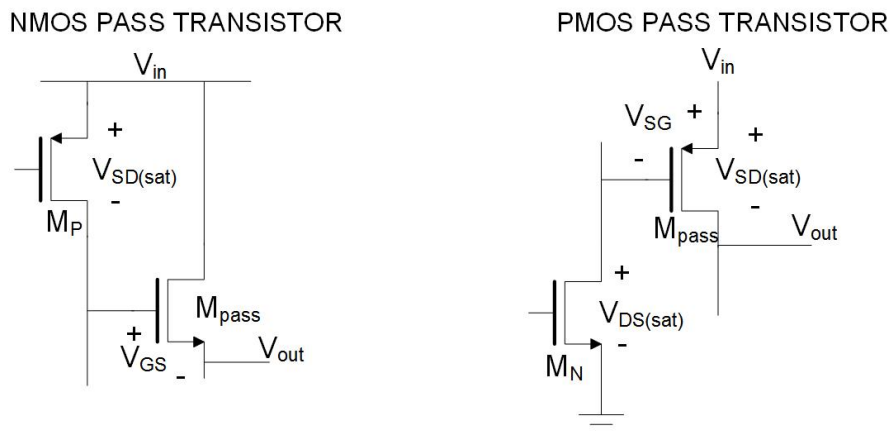 NMOS PASS TRANSISTOR
PMOS PASS TRANSISTOR
Vin
+
VSD(sat)
-
MP
Mpass
+
VGS
-
Vout
Vin
VSG +
-
+
VSD(sat)
-
Mpass
Vout
+
VDS(sat)
-
MN